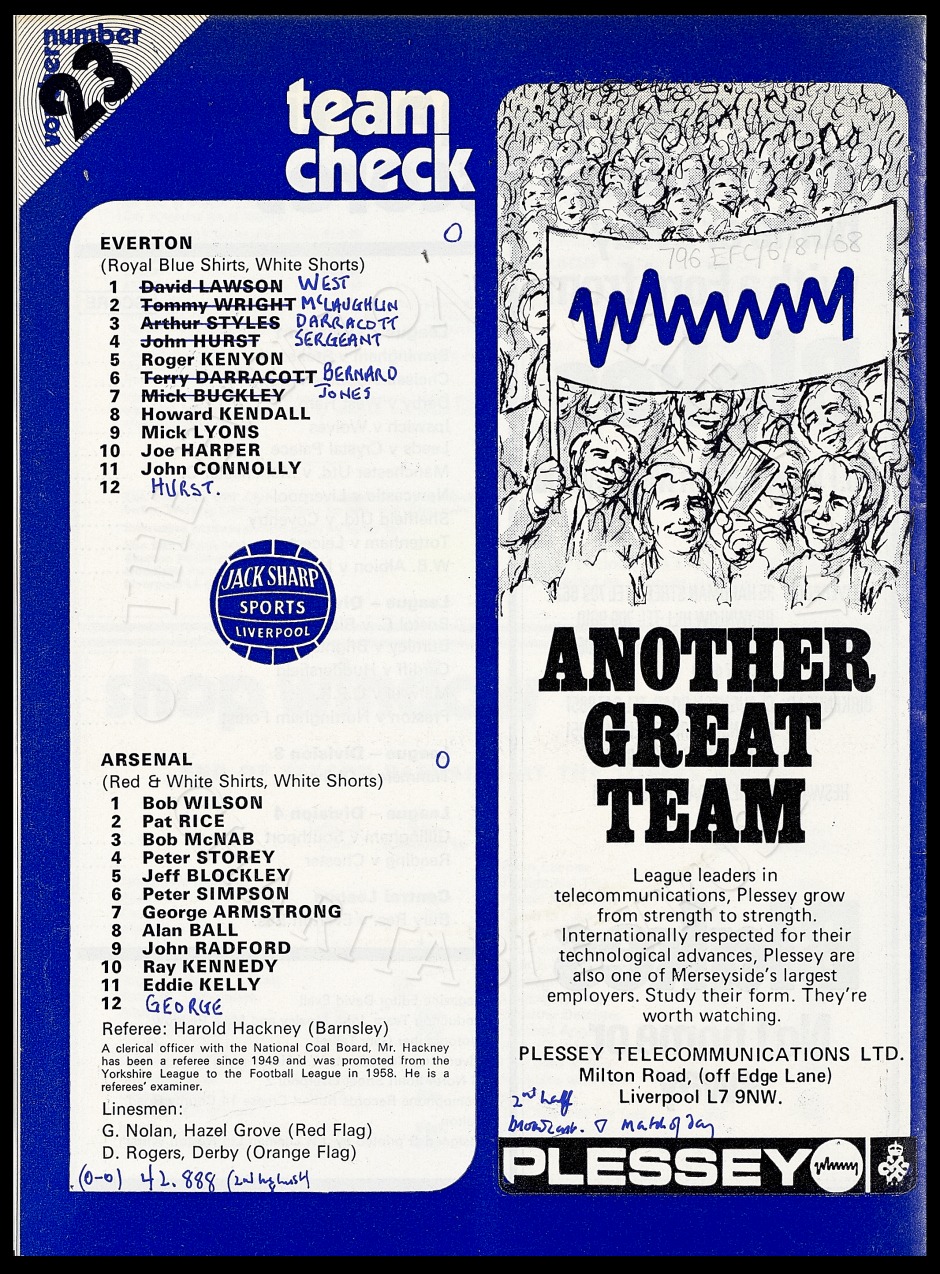 voucher number
23
team
check
EVERTON 0
(Royal Blue Shirts, White Shorts)
1 David LAWSON WEST
2 Tommy WRIGHT McLAUGHLIN
3 Arthur STYLES DARRACOTT
4 John HURST SERGEANT
5 Roger KENYON
6 Terry DARRACOTT BERNARD
7 Mick BUCKLEY JONES
8 Howard KENDALL
9 Mick LYONS
10 Joe HARPER
11 John CONNOLLY
12 HURST.
JACK SHARP
SPORTS
LIVERPOOL
ARSENAL 0
(Red & White Shirts, White Shorts)
1 Bob WILSON
2 Pat RICE
3 Bob McNAB
4 Peter STOREY
5 Jeff BLOCKLEY
6 Peter SIMPSON
7 George ARMSTRONG
8 Alan BALL
9 John RADFORD
10 Ray KENNEDY
11 Eddie KELLY
12 GEORGE
Referee: Harold Hackney (Barnsley)
A clerical officer with the National Coal Board, Mr. Hackney
has been a referee since 1949 and was promoted from the
Yorkshire League to the Football League in 1958. He is a
referees' examiner.
Linesmen:
G. Nolan, Hazel Grove (Red Flag)
D. Rogers, Derby (Orange Flag)
(0-0) 42.888 (2nd highest)
796 EFC/6/87/68
ANOTHER
GREAT
TEAM
League leaders in
telecommunications, Plessey grow
from strength to strength.
Internationally respected for their
technological advances, Plessey are
also one of Merseyside's largest
employers. Study their form. They're
worth watching.
PLESSEY TELECOMMUNICATIONS LTD.
Milton Road, (off Edge Lane)
Liverpool L7 9NW.
2nd half
broadcast. Match of day
PLESSEY